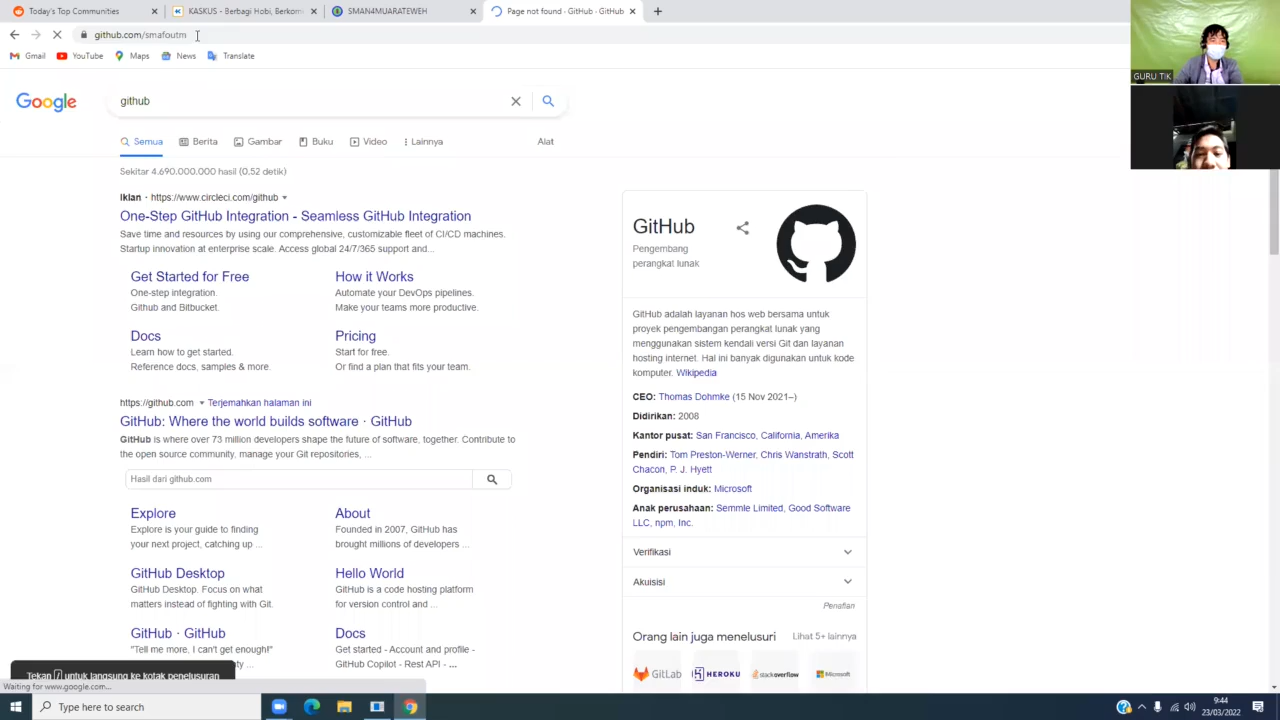 Today's Top Communities
KASKUS - Berbagi Hobi, Berkom
SMAN4MUARATEWEH
Page not found · GitHub · GitHub
github.com/smafoutm
Gmail
YouTube
Maps
News
Translate
GURU TIK
Google
github
Semua
Berita
Gambar
Buku
Video
Lainnya
Alat
Sekitar 4.690.000.000 hasil (0,52 detik)
Iklan · https://www.circleci.com/github
One-Step GitHub Integration - Seamless GitHub Integration
Save time and resources by using our comprehensive, customizable fleet of CI/CD machines.
Startup innovation at enterprise scale. Access global 24/7/365 support and...
Get Started for Free
One-step integration.
Github and Bitbucket.
How it Works
Automate your DevOps pipelines.
Make your teams more productive.
Docs
Learn how to get started.
Reference docs, samples & more.
Pricing
Start for free.
Or find a plan that fits your team.
https://github.com
Terjemahkan halaman ini
GitHub: Where the world builds software · GitHub
GitHub is where over 73 million developers shape the future of software, together. Contribute to
the open source community, manage your Git repositories, ...
Hasil dari github.com
Explore
Explore is your guide to finding
your next project, catching up ...
About
Founded in 2007, GitHub has
brought millions of developers ...
GitHub Desktop
GitHub Desktop. Focus on what
matters instead of fighting with Git.
Hello World
GitHub is a code hosting platform
for version control and ...
GitHub · GitHub
"Tell me more, I can't get enough!"
ty ...
Docs
Get started - Account and profile -
GitHub Copilot - Rest API - ...
GitHub
Pengembang
perangkat lunak
GitHub adalah layanan hos web bersama untuk
proyek pengembangan perangkat lunak yang
menggunakan sistem kendali versi Git dan layanan
hosting internet. Hal ini banyak digunakan untuk kode
komputer. Wikipedia
CEO: Thomas Dohmke (15 Nov 2021–)
Didirikan: 2008
Kantor pusat: San Francisco, California, Amerika
Pendiri: Tom Preston-Werner, Chris Wanstrath, Scott
Chacon, P. J. Hyett
Organisasi induk: Microsoft
Anak perusahaan: Semmle Limited, Good Software
LLC, npm, Inc.
Verifikasi
Akuisisi
Penafian
Orang lain juga menelusuri
Lihat 5+ lainnya
GitLab
HEROKU
stackoverflow
Microsoft
Tekan / untuk langsung ke kotak penelusuran
Waiting for www.google.com...
Type here to search
9:44
23/03/2022